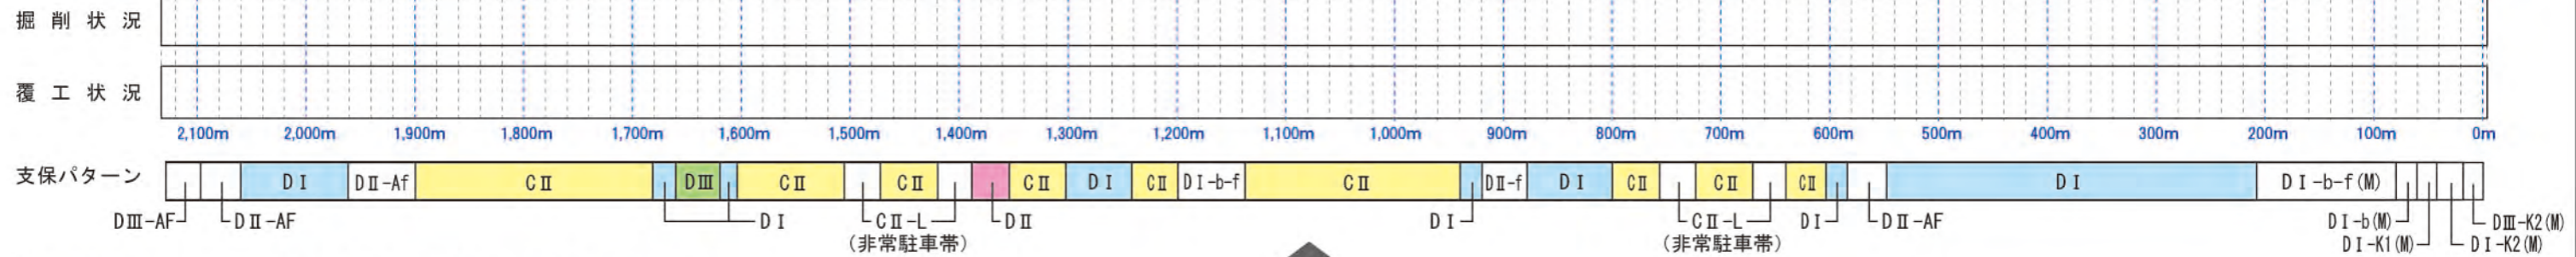 掘削状況
覆工状況
2,100m 2,000m 1,900m 1,800m 1,700m 1,600m 1,500m 1,400m 1,300m 1,200m 1,100m 1,000m 900m 800m 700m 600m 500m 400m 300m 200m 100m 0m
支保パターン DⅠ DⅡ-Af CⅡ DⅢ CⅡ CⅡ CⅡ DⅠ CⅡ DⅠ-b-f CⅡ DⅡ-f DⅠ CⅡ CⅡ CⅡ DⅠ DⅠ-b-f(M)
DⅢ-AF DⅡ-AF DⅠ CⅡ-L DⅡ DⅠ CⅡ-L DⅠ DⅡ-AF DⅠ-b(M) DⅢ-K2(M)
(非常駐車帯) (非常駐車帯) DⅠ-K1(M) DⅠ-K2(M)